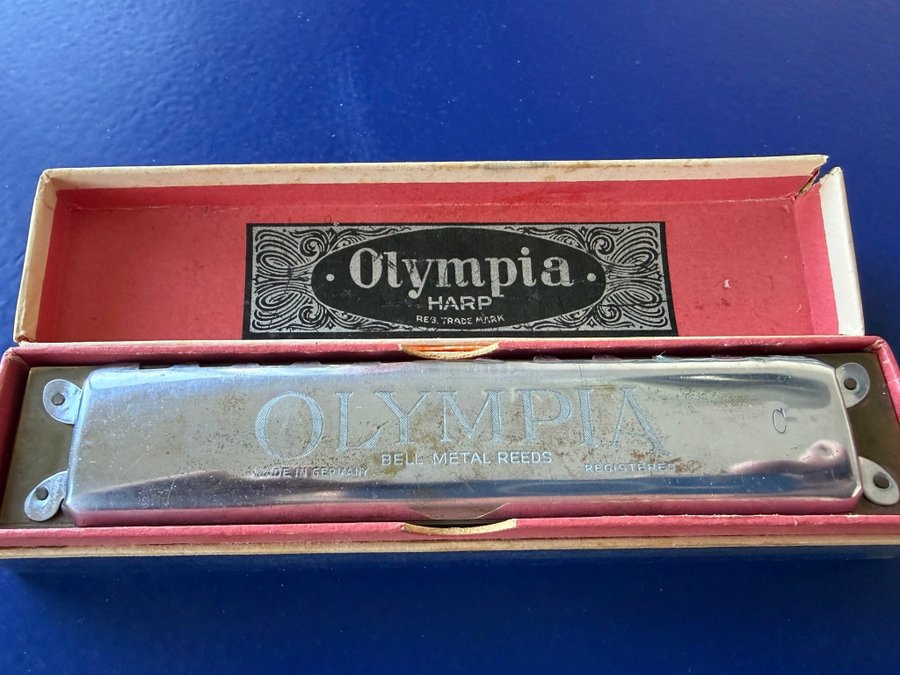 · Olympia ·
HARP
REG. TRADE MARK
OLYMPIA
C
BELL METAL REEDS
MADE IN GERMANY
REGISTERED